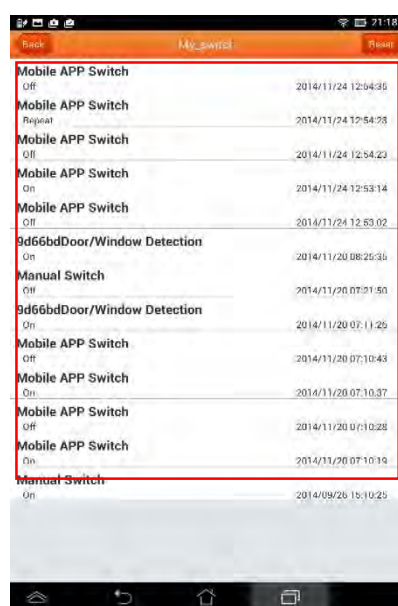 21:18
Back My_switch Reset
Mobile APP Switch
Off 2014/11/24 12:54:35
Mobile APP Switch
Repeat 2014/11/24 12:54:28
Mobile APP Switch
Off 2014/11/24 12:54:23
Mobile APP Switch
On 2014/11/24 12:53:14
Mobile APP Switch
Off 2014/11/24 12:53:02
9d66bdDoor/Window Detection
On 2014/11/20 08:25:35
Manual Switch
Off 2014/11/20 07:21:50
9d66bdDoor/Window Detection
On 2014/11/20 07:11:25
Mobile APP Switch
Off 2014/11/20 07:10:43
Mobile APP Switch
On 2014/11/20 07:10:37
Mobile APP Switch
Off 2014/11/20 07:10:28
Mobile APP Switch
On 2014/11/20 07:10:19
Manual Switch
On 2014/09/26 15:10:25